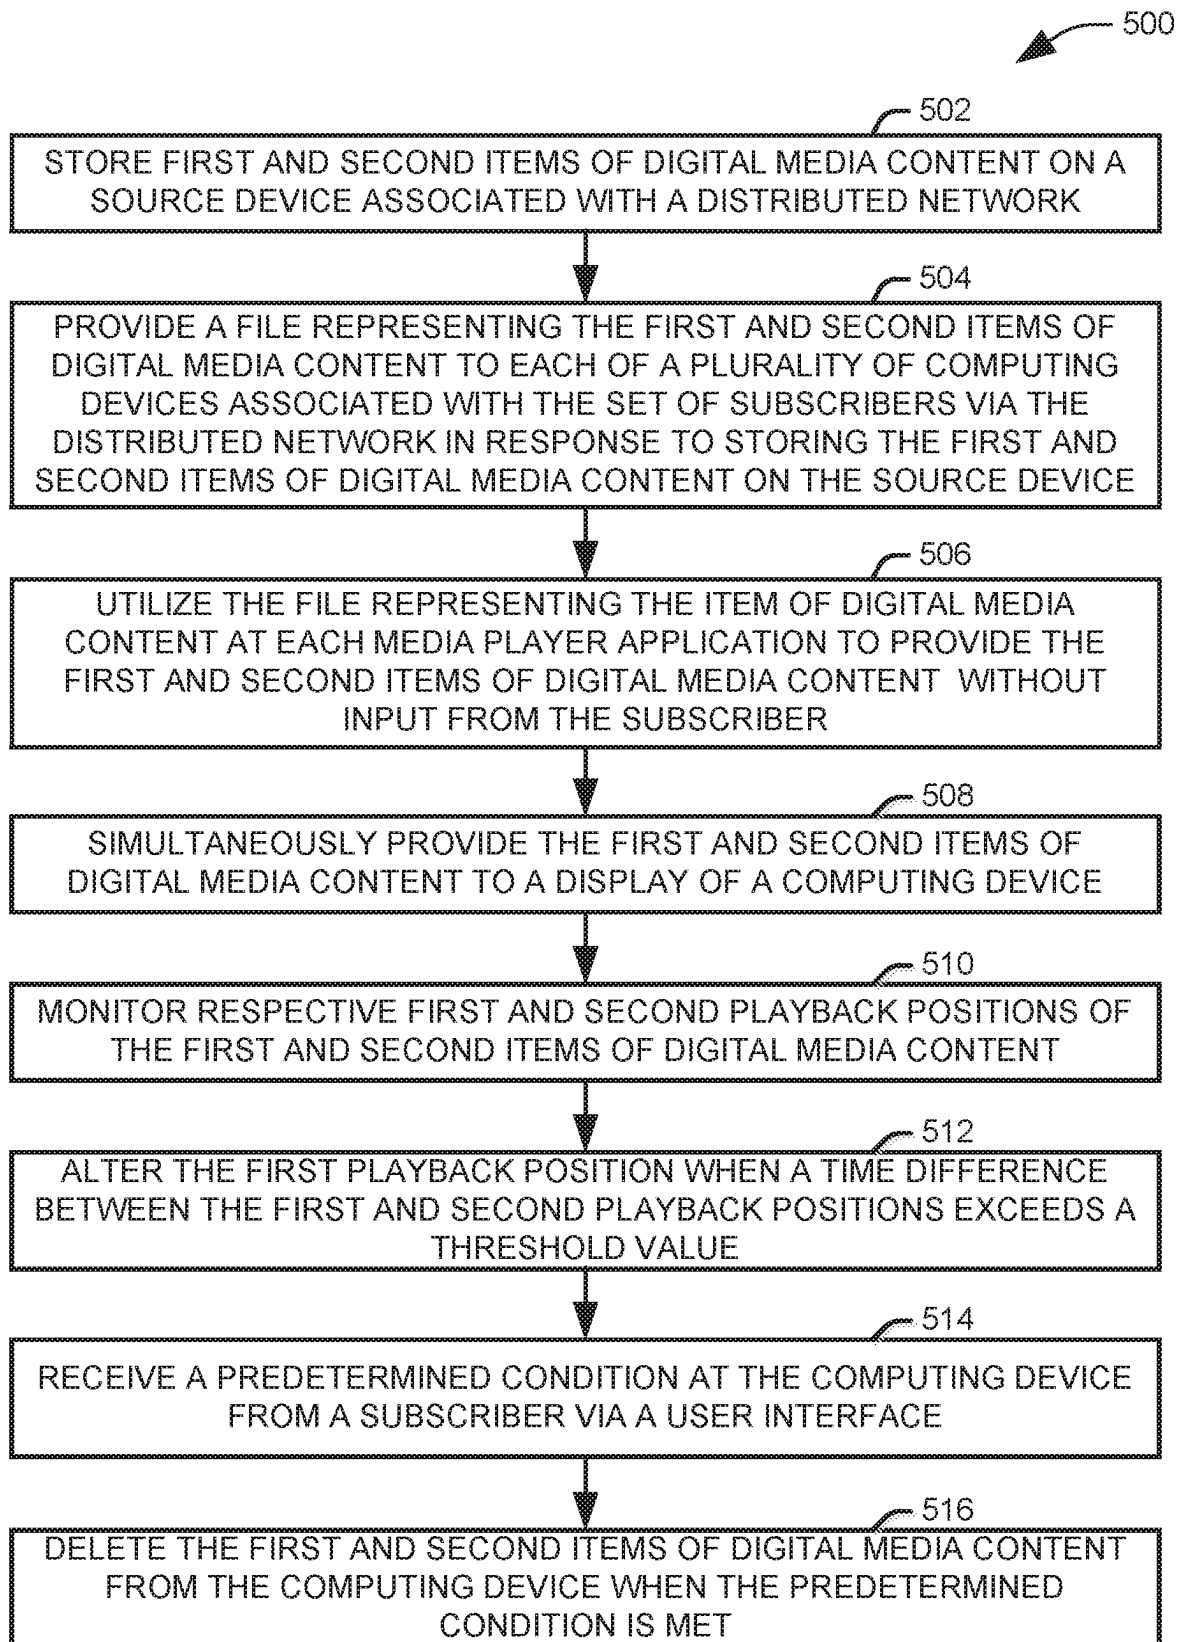 500
502
STORE FIRST AND SECOND ITEMS OF DIGITAL MEDIA CONTENT ON A
SOURCE DEVICE ASSOCIATED WITH A DISTRIBUTED NETWORK
504
PROVIDE A FILE REPRESENTING THE FIRST AND SECOND ITEMS OF
DIGITAL MEDIA CONTENT TO EACH OF A PLURALITY OF COMPUTING
DEVICES ASSOCIATED WITH THE SET OF SUBSCRIBERS VIA THE
DISTRIBUTED NETWORK IN RESPONSE TO STORING THE FIRST AND
SECOND ITEMS OF DIGITAL MEDIA CONTENT ON THE SOURCE DEVICE
506
UTILIZE THE FILE REPRESENTING THE ITEM OF DIGITAL MEDIA
CONTENT AT EACH MEDIA PLAYER APPLICATION TO PROVIDE THE
FIRST AND SECOND ITEMS OF DIGITAL MEDIA CONTENT WITHOUT
INPUT FROM THE SUBSCRIBER
508
SIMULTANEOUSLY PROVIDE THE FIRST AND SECOND ITEMS OF
DIGITAL MEDIA CONTENT TO A DISPLAY OF A COMPUTING DEVICE
510
MONITOR RESPECTIVE FIRST AND SECOND PLAYBACK POSITIONS OF
THE FIRST AND SECOND ITEMS OF DIGITAL MEDIA CONTENT
512
ALTER THE FIRST PLAYBACK POSITION WHEN A TIME DIFFERENCE
BETWEEN THE FIRST AND SECOND PLAYBACK POSITIONS EXCEEDS A
THRESHOLD VALUE
514
RECEIVE A PREDETERMINED CONDITION AT THE COMPUTING DEVICE
FROM A SUBSCRIBER VIA A USER INTERFACE
516
DELETE THE FIRST AND SECOND ITEMS OF DIGITAL MEDIA CONTENT
FROM THE COMPUTING DEVICE WHEN THE PREDETERMINED
CONDITION IS MET